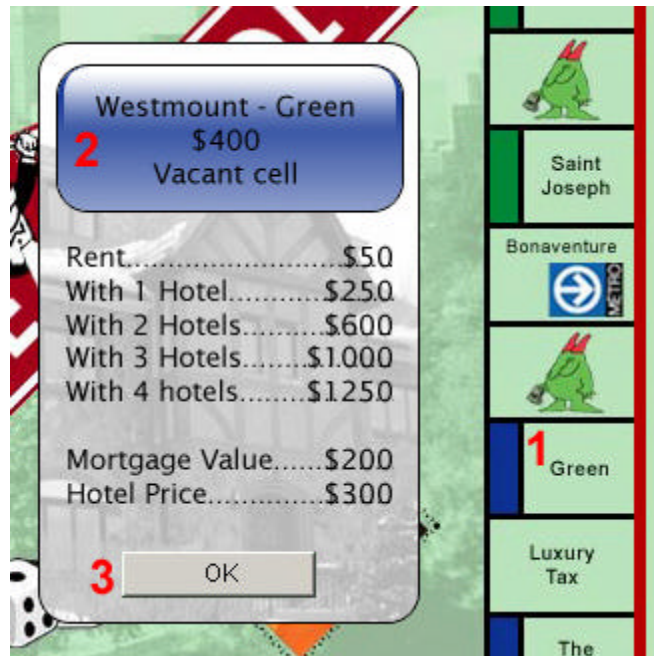 Westmount - Green
$400
2
Vacant cell
Rent....................$50
With 1 Hotel............$250
With 2 Hotels.........$600
With 3 Hotels......$1000
With 4 hotels........$1250
Mortgage Value......$200
Hotel Price..............$300
3
OK
Saint
Joseph
Bonaventure
METRO
1
Green
Luxury
Tax
The